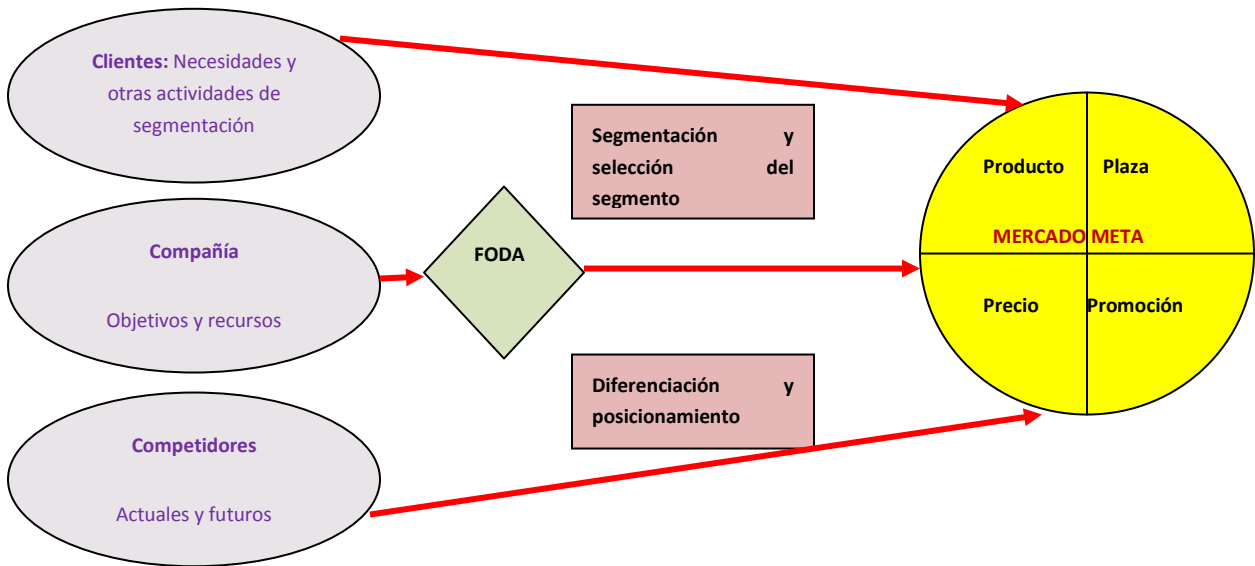 Clientes: Necesidades y
otras actividades de
segmentación
Compañía
Objetivos y recursos
Competidores
Actuales y futuros
FODA
Segmentación y
selección del
segmento
Diferenciación y
posicionamiento
Producto Plaza
MERCADO META
Precio Promoción